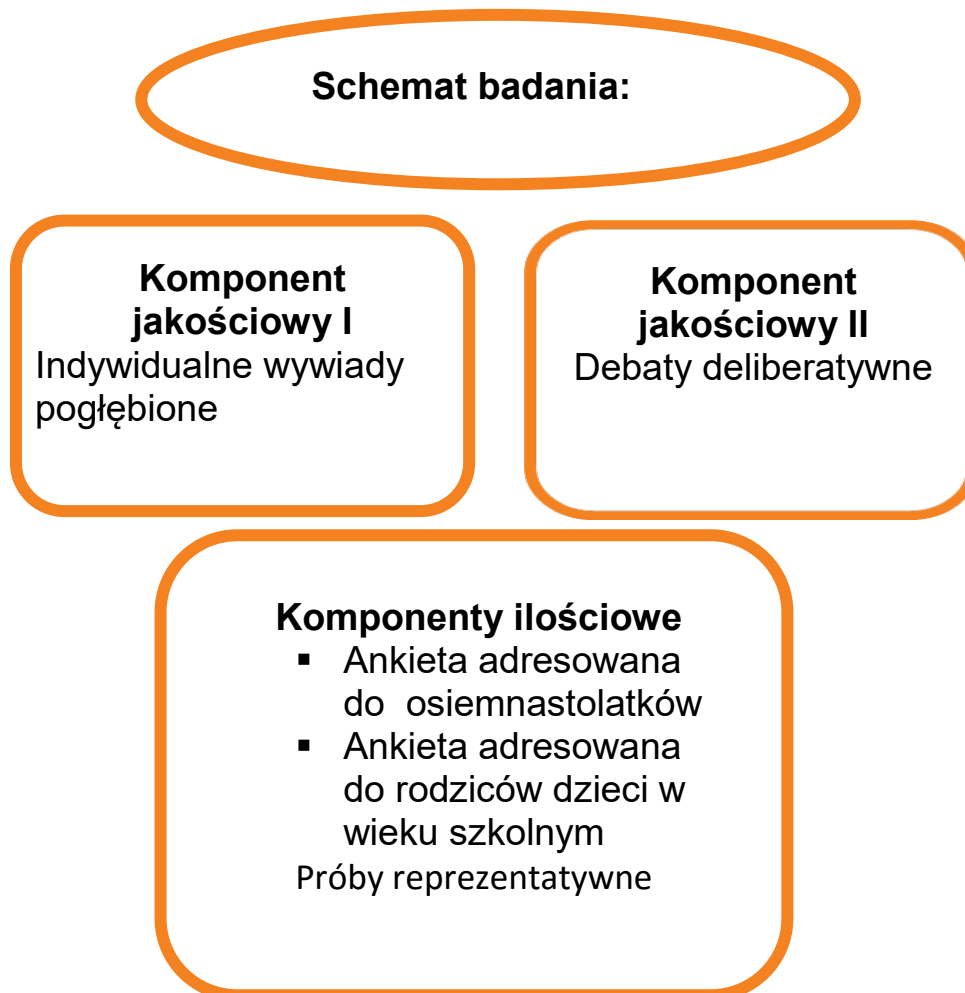 Schemat badania:
Komponent
jakościowy I
Indywidualne wywiady
pogłębione
Komponent
jakościowy II
Debaty deliberatywne
Komponenty ilościowe
▪ Ankieta adresowana
do osiemnastolatków
▪ Ankieta adresowana
do rodziców dzieci w
wieku szkolnym
Próby reprezentatywne